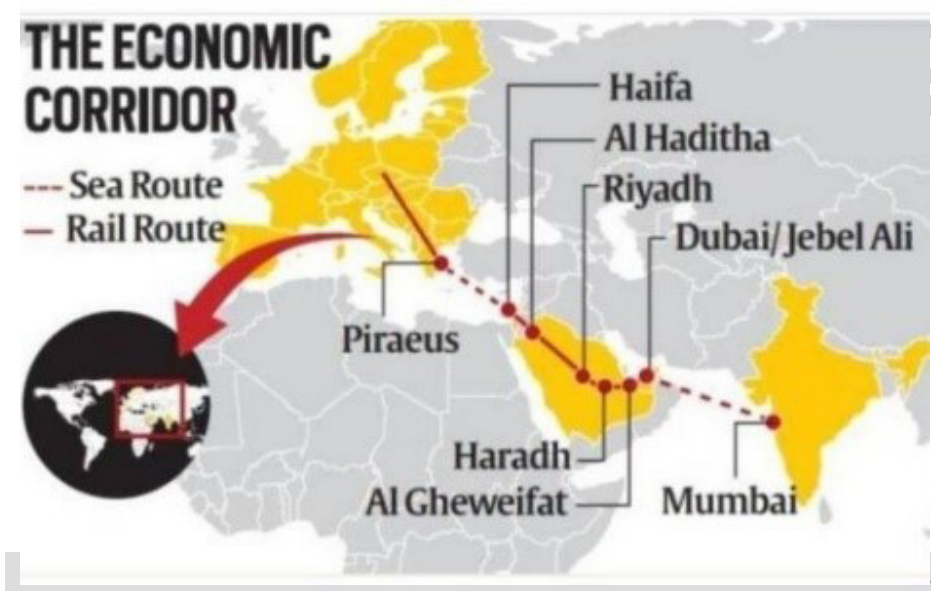 THE ECONOMIC
CORRIDOR
Sea Route
Rail Route
Haifa
Al Haditha
Riyadh
Dubai/Jebel Ali
Piraeus
Haradh
Al Gheweifat
Mumbai